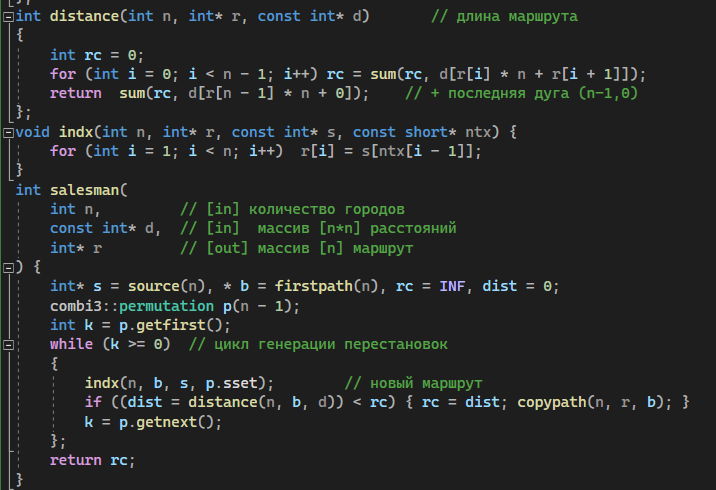 };
int distance(int n, int* r, const int* d)       // длина маршрута
{
    int rc = 0;
    for (int i = 0; i < n - 1; i++) rc = sum(rc, d[r[i] * n + r[i + 1]]);
    return  sum(rc, d[r[n - 1] * n + 0]);    // + последняя дуга (n-1,0)
};
void indx(int n, int* r, const int* s, const short* ntx) {
    for (int i = 1; i < n; i++)  r[i] = s[ntx[i - 1]];
}
int salesman(
    int n,         // [in] количество городов
    const int* d,  // [in]  массив [n*n] расстояний
    int* r         // [out] массив [n] маршрут
) {
    int* s = source(n), * b = firstpath(n), rc = INF, dist = 0;
    combi3::permutation p(n - 1);
    int k = p.getfirst();
    while (k >= 0)  // цикл генерации перестановок
    {
        indx(n, b, s, p.sset);        // новый маршрут
        if ((dist = distance(n, b, d)) < rc) { rc = dist; copypath(n, r, b); }
        k = p.getnext();
    };
    return rc;
}